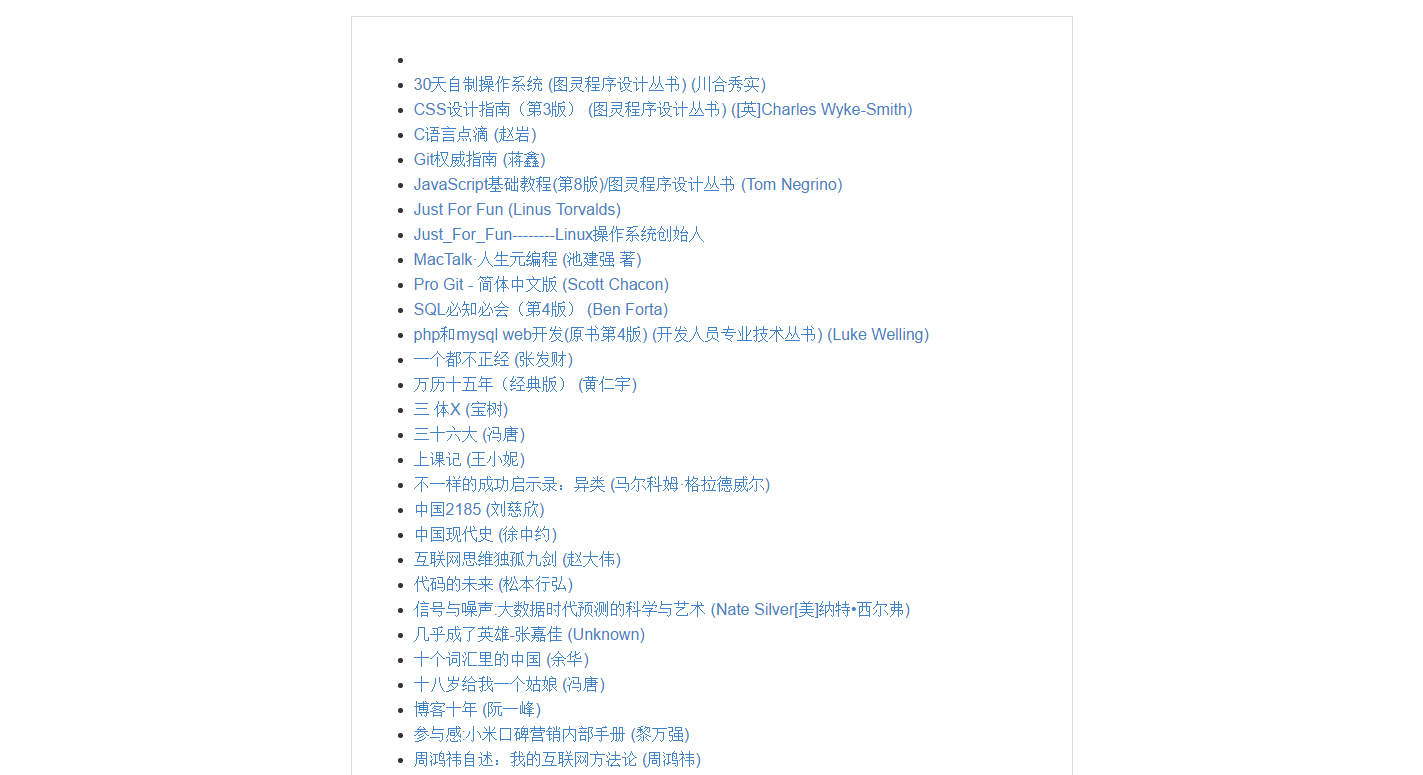 30天自制操作系统 (图灵程序设计丛书) (川合秀实)
CSS设计指南（第3版） (图灵程序设计丛书) ([英]Charles Wyke-Smith)
C语言点滴 (赵岩)
Git权威指南 (蒋鑫)
JavaScript基础教程(第8版)/图灵程序设计丛书 (Tom Negrino)
Just For Fun (Linus Torvalds)
Just_For_Fun--------Linux操作系统创始人
MacTalk·人生元编程 (池建强 著)
Pro Git - 简体中文版 (Scott Chacon)
SQL必知必会（第4版） (Ben Forta)
php和mysql web开发(原书第4版) (开发人员专业技术丛书) (Luke Welling)
一个都不正经 (张发财)
万历十五年（经典版） (黄仁宇)
三 体X (宝树)
三十六大 (冯唐)
上课记 (王小妮)
不一样的成功启示录：异类 (马尔科姆·格拉德威尔)
中国2185 (刘慈欣)
中国现代史 (徐中约)
互联网思维独孤九剑 (赵大伟)
代码的未来 (松本行弘)
信号与噪声:大数据时代预测的科学与艺术 (Nate Silver[美]纳特•西尔弗)
几乎成了英雄-张嘉佳 (Unknown)
十个词汇里的中国 (余华)
十八岁给我一个姑娘 (冯唐)
博客十年 (阮一峰)
参与感:小米口碑营销内部手册 (黎万强)
周鸿祎自述：我的互联网方法论 (周鸿祎)